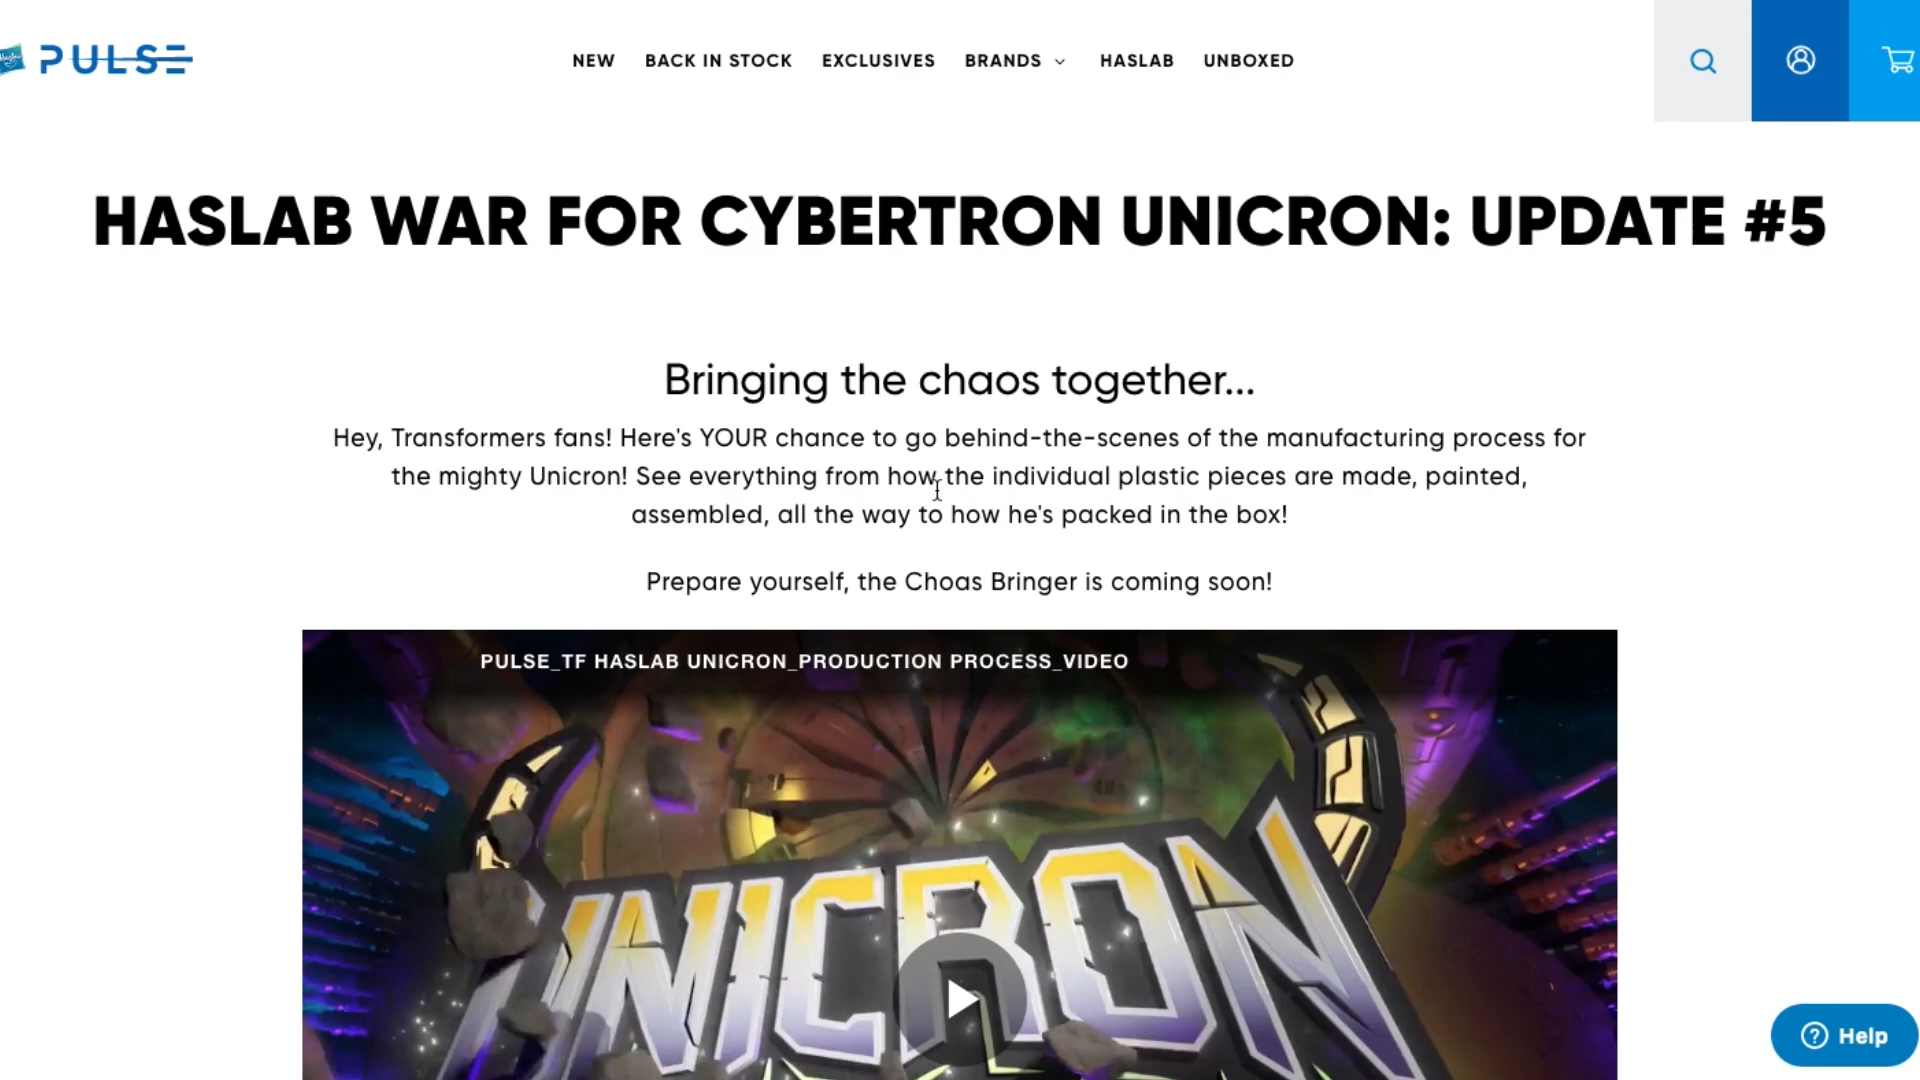 PULSE
NEW BACK IN STOCK EXCLUSIVES BRANDS HASLAB UNBOXED
HASLAB WAR FOR CYBERTRON UNICRON: UPDATE #5
Bringing the chaos together...
Hey, Transformers fans! Here's YOUR chance to go behind-the-scenes of the manufacturing process for
the mighty Unicron! See everything from how the individual plastic pieces are made, painted,
assembled, all the way to how he's packed in the box!
Prepare yourself, the Choas Bringer is coming soon!
PULSE_TF HASLAB UNICRON_PRODUCTION PROCESS_VIDEO
UNICRON
Help